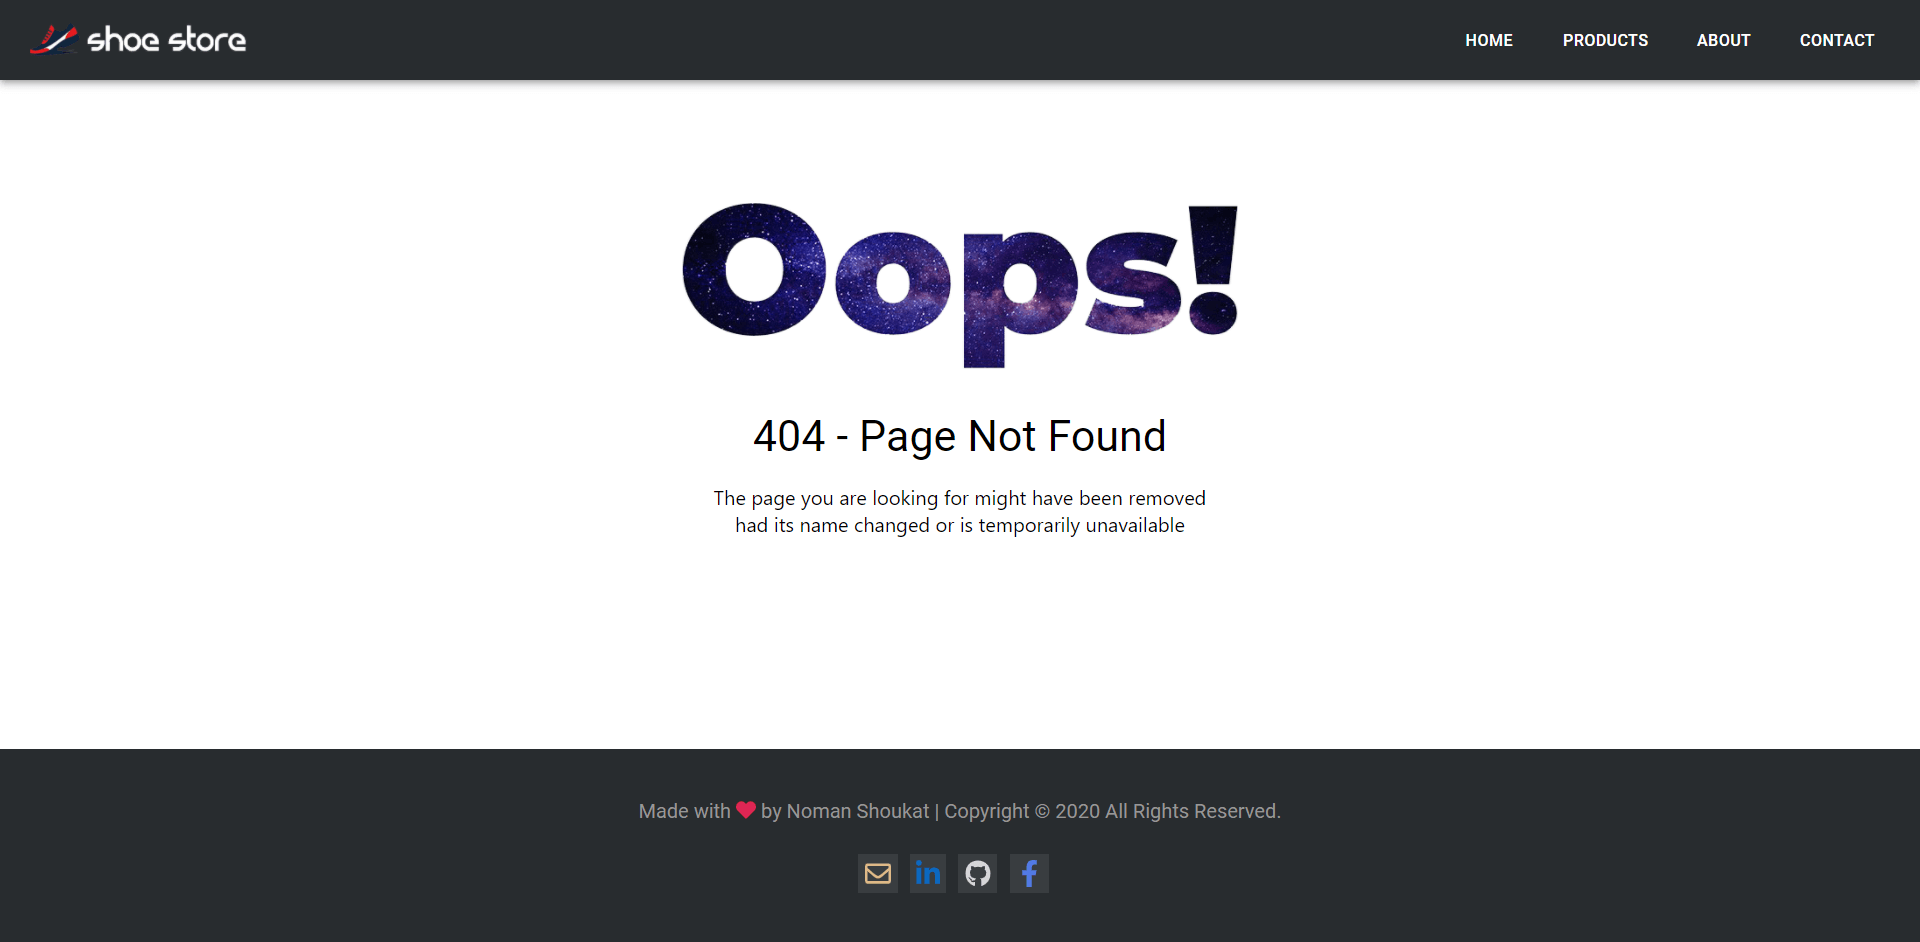 shoe store
HOME PRODUCTS ABOUT CONTACT
Oops!
404 - Page Not Found
The page you are looking for might have been removed
had its name changed or is temporarily unavailable
Made with ❤ by Noman Shoukat | Copyright © 2020 All Rights Reserved.
in f